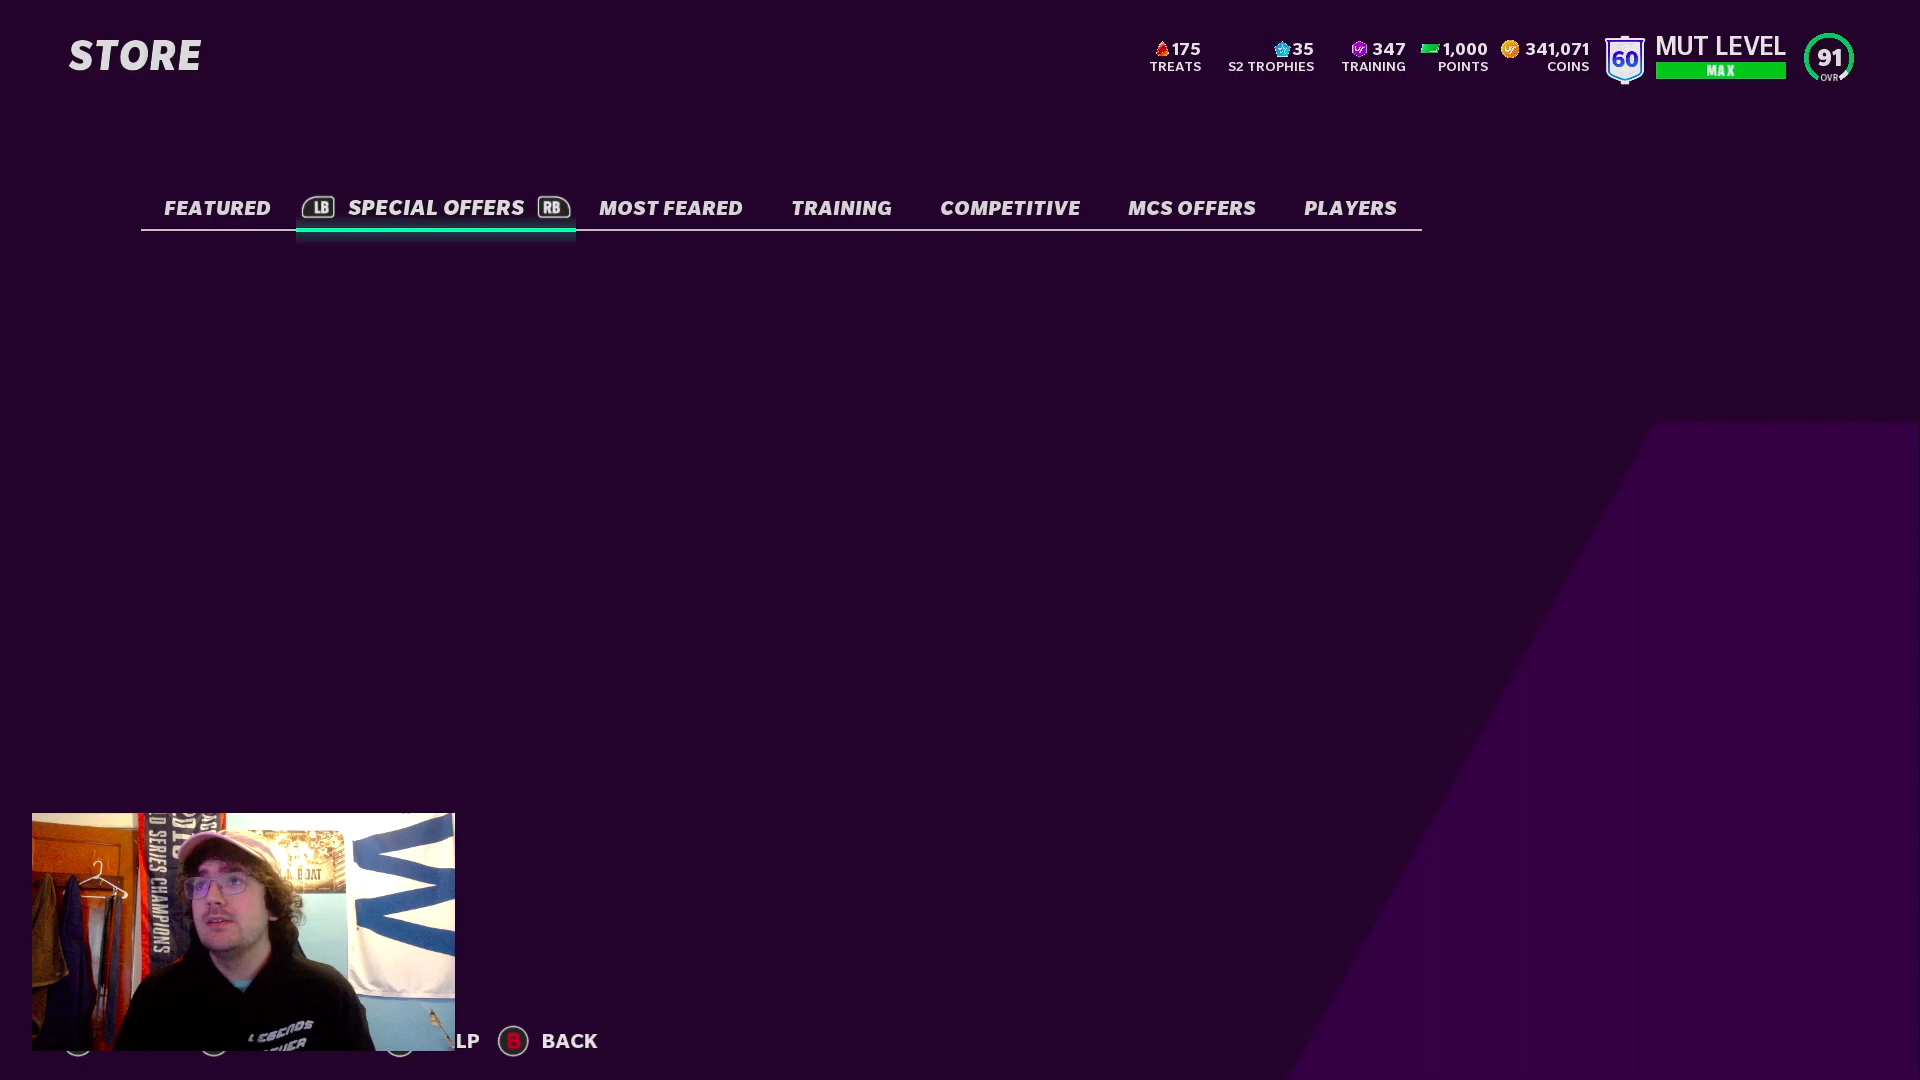 STORE
175
TREATS
35
S2 TROPHIES
347
TRAINING
1,000
POINTS
341,071
COINS
60
MUT LEVEL
MAX
91
OVR
FEATURED
LB
SPECIAL OFFERS
RB
MOST FEARED
TRAINING
COMPETITIVE
MCS OFFERS
PLAYERS
D SERIES CHAMPIONS
BOAT
W
LEGENDS
LP
B
BACK